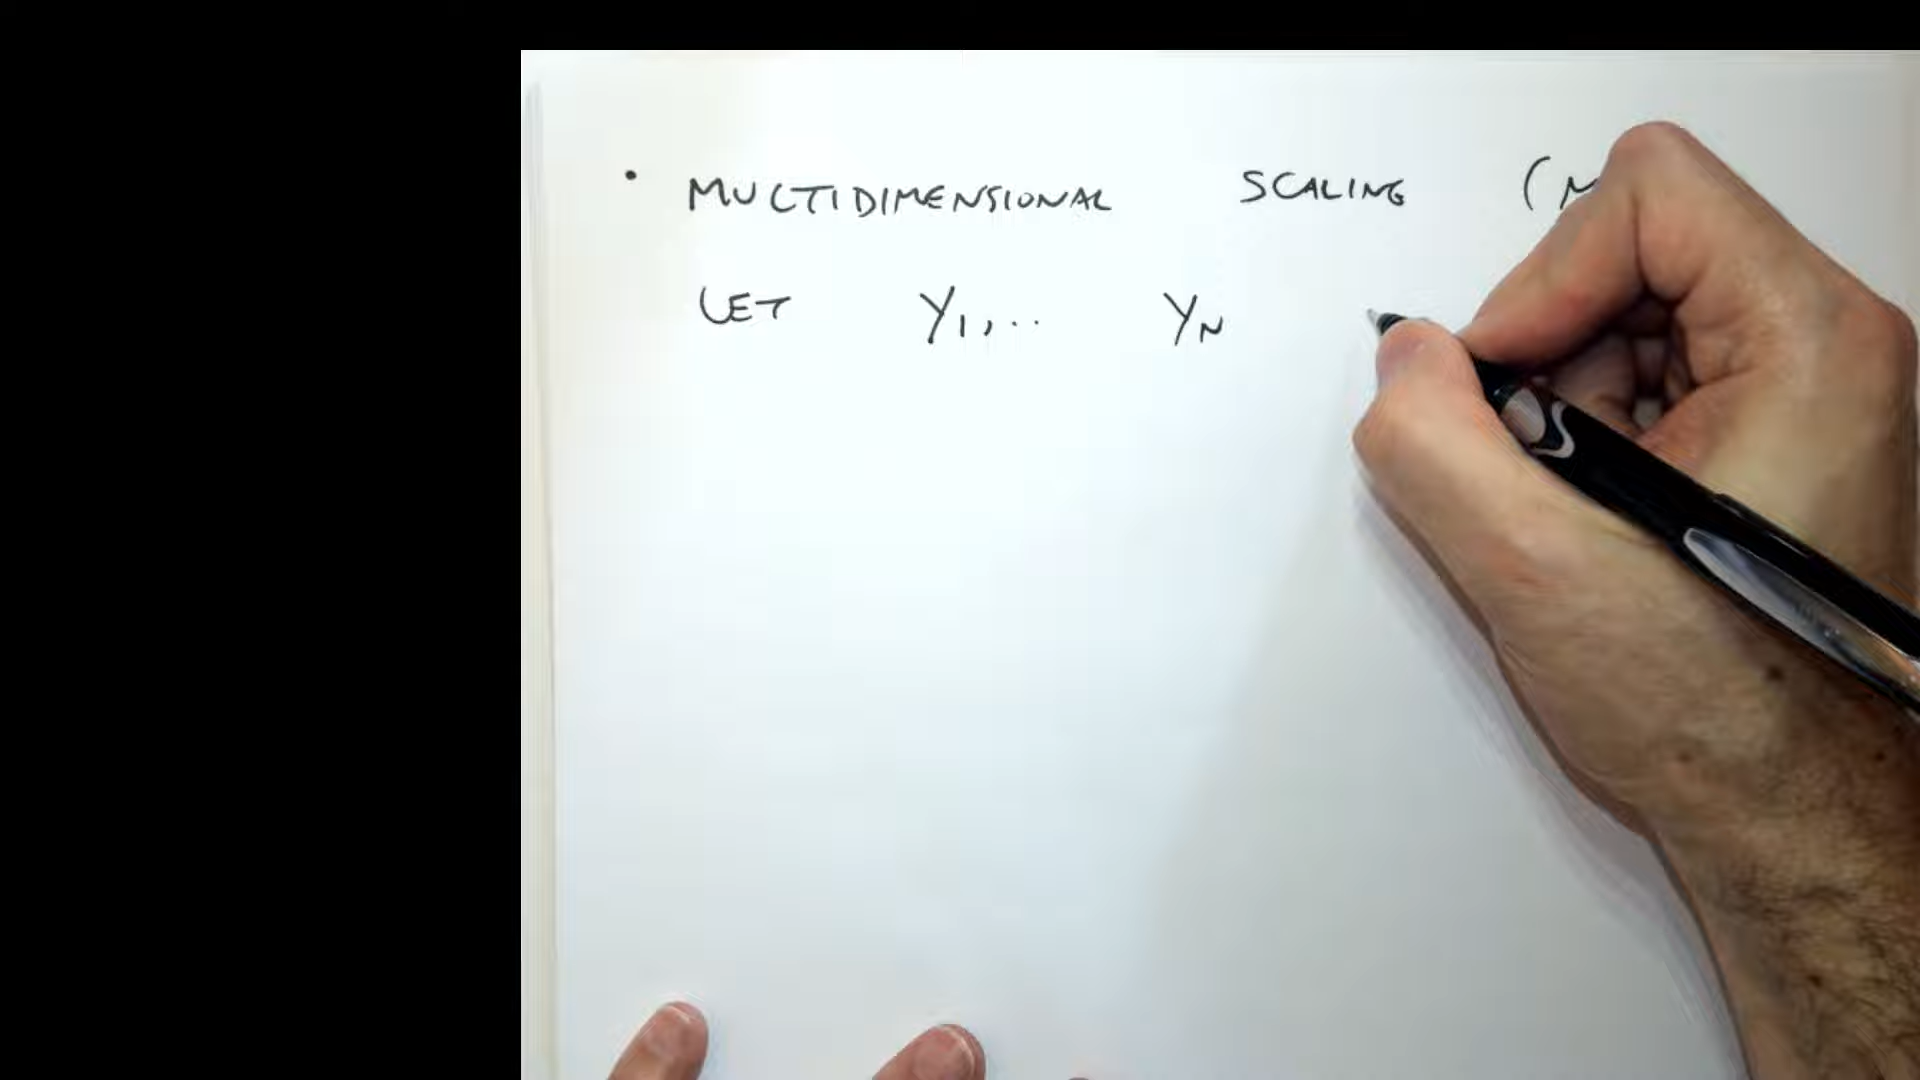 • MULTIDIMENSIONAL SCALING (M
LET Y1,.. YN